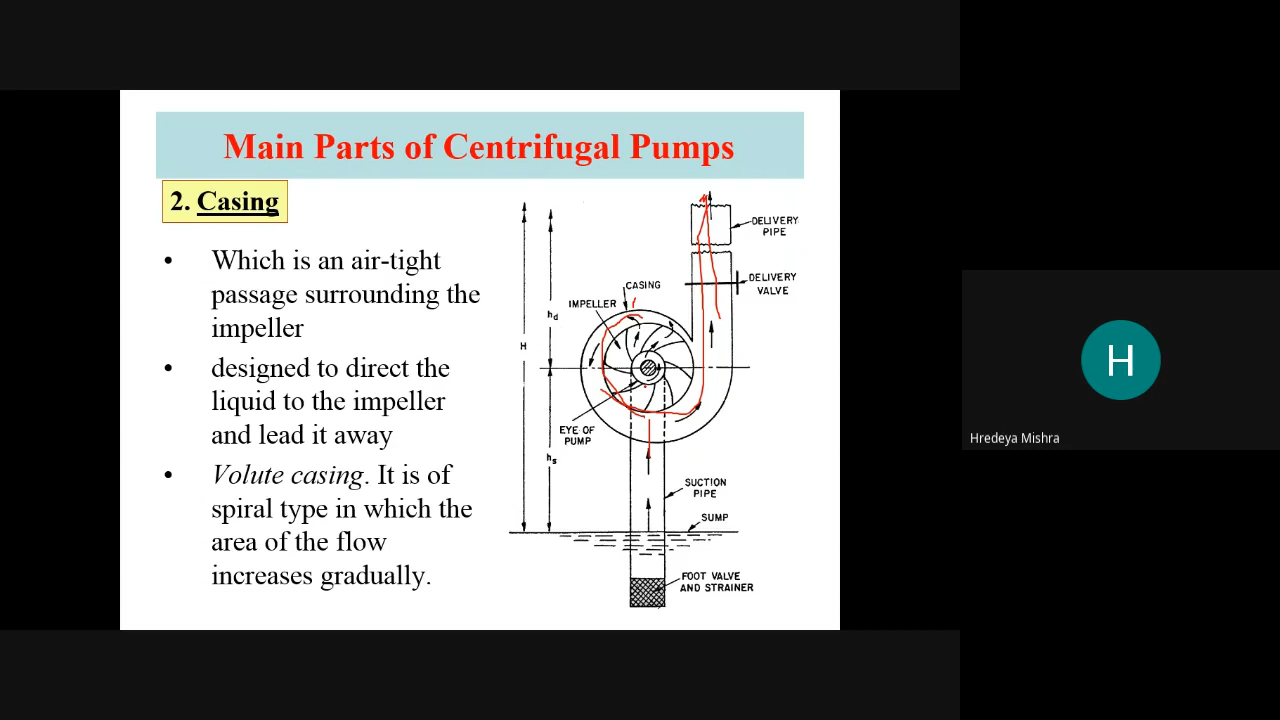 Main Parts of Centrifugal Pumps
2. Casing
• Which is an air-tight
passage surrounding the
impeller
• designed to direct the
liquid to the impeller
and lead it away
• Volute casing. It is of
spiral type in which the
area of the flow
increases gradually.
DELIVERY
PIPE
DELIVERY
VALVE
CASING
IMPELLER
hd
H
EYE OF
PUMP
hs
SUCTION
PIPE
SUMP
FOOT VALVE
AND STRAINER
H
Hredeya Mishra